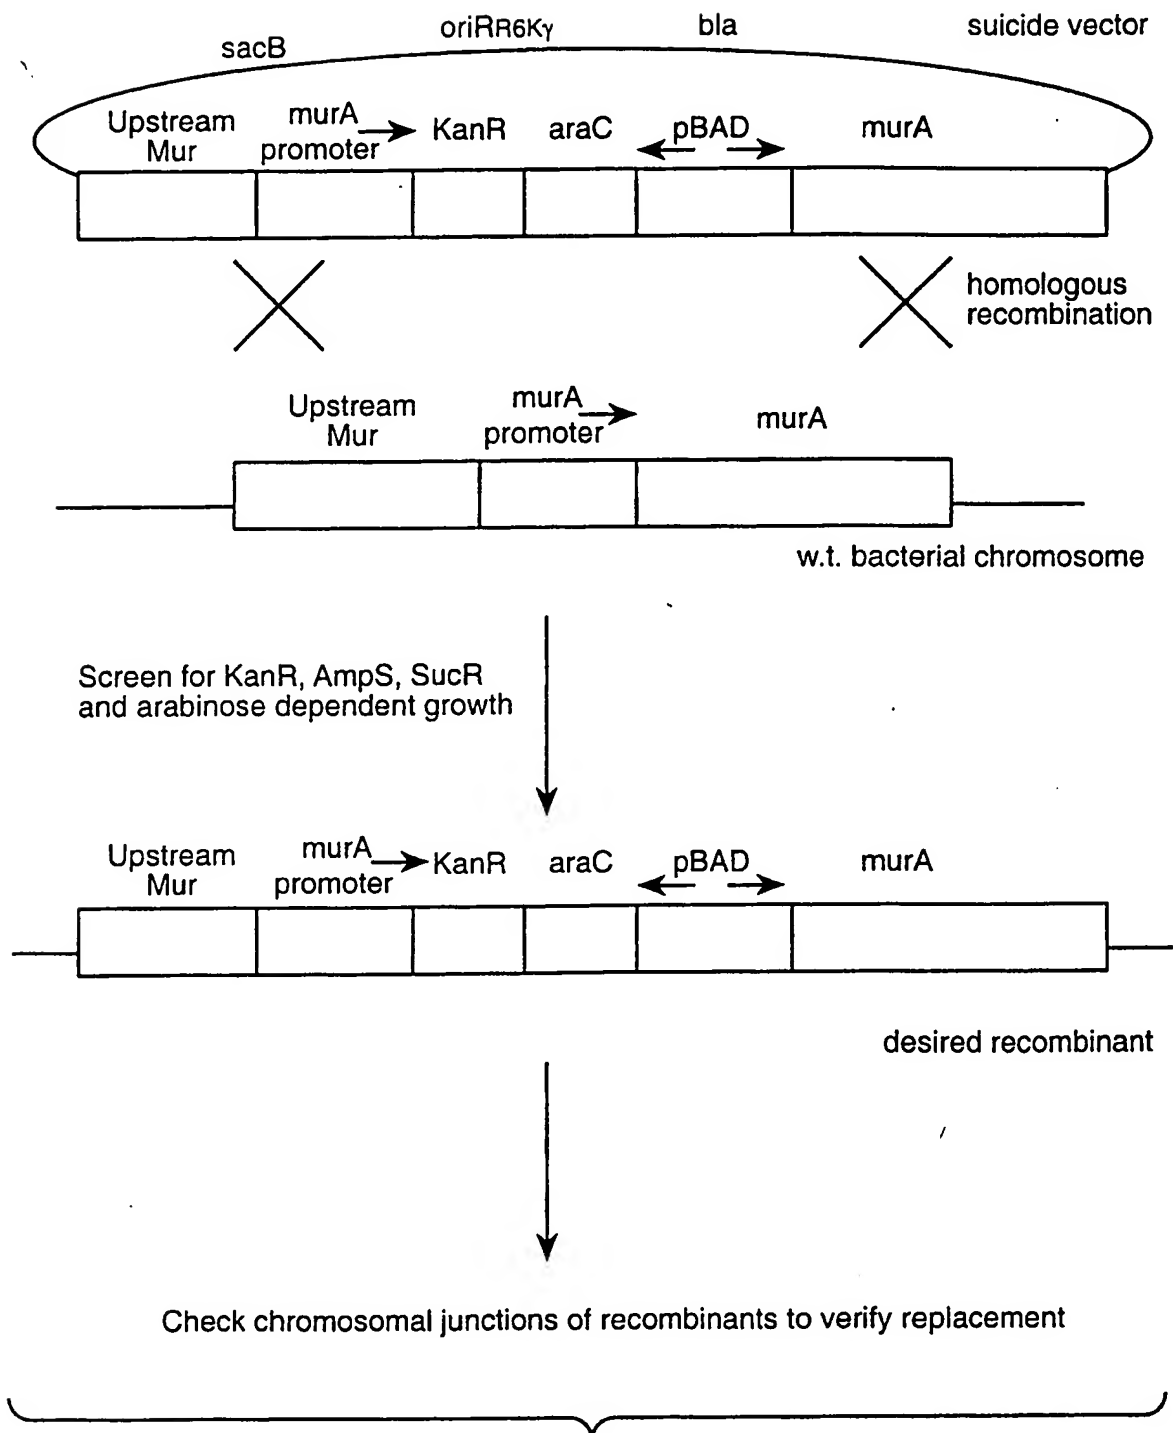 oriRR6Kγ
bla
suicide vector
sacB
Upstream
Mur
murA
promoter
KanR
araC
pBAD
murA
homologous
recombination
Upstream
Mur
murA
promoter
murA
w.t. bacterial chromosome
Screen for KanR, AmpS, SucR
and arabinose dependent growth
Upstream
Mur
murA
promoter
KanR
araC
pBAD
murA
desired recombinant
Check chromosomal junctions of recombinants to verify replacement